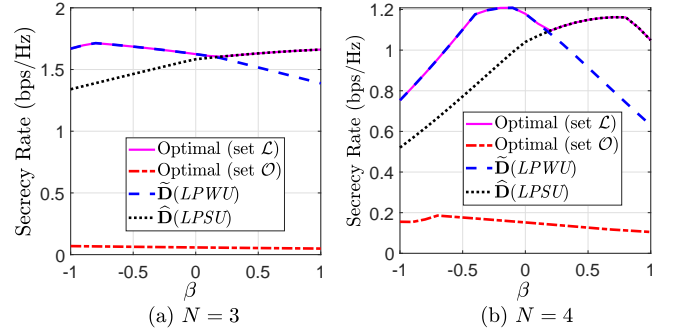 Secrecy Rate (bps/Hz)
2
1.5
1
0.5
0
Optimal (set ℒ)
Optimal (set 𝒪)
D̃(LPWU)
D̂(LPSU)
-1 -0.5 0 0.5 1
β
(a) N = 3
Secrecy Rate (bps/Hz)
1.2
1
0.8
0.6
0.4
0.2
0
Optimal (set ℒ)
Optimal (set 𝒪)
D̃(LPWU)
D̂(LPSU)
-1 -0.5 0 0.5 1
β
(b) N = 4